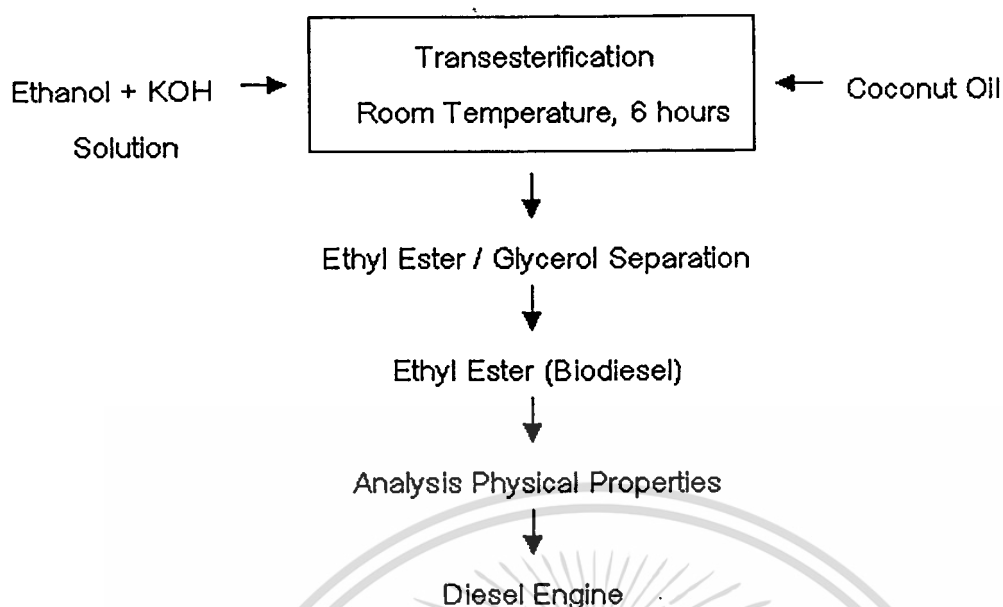 Transesterification
Room Temperature, 6 hours
Ethanol + KOH
Solution
Coconut Oil
Ethyl Ester / Glycerol Separation
Ethyl Ester (Biodiesel)
Analysis Physical Properties
Diesel Engine